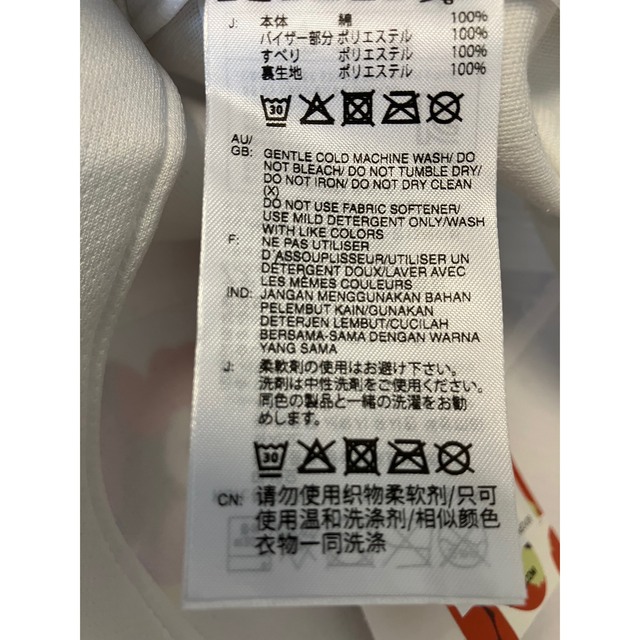 J: 本体 綿 100%
バイザー部分 ポリエステル 100%
すべり ポリエステル 100%
裏生地 ポリエステル 100%
30
AU/
GB: GENTLE COLD MACHINE WASH/ DO
NOT BLEACH/ DO NOT TUMBLE DRY/
DO NOT IRON/ DO NOT DRY CLEAN
(X)
DO NOT USE FABRIC SOFTENER/
USE MILD DETERGENT ONLY/WASH
WITH LIKE COLORS
F: NE PAS UTILISER
D'ASSOUPLISSEUR/UTILISER UN
DÉTERGENT DOUX/LAVER AVEC
LES MÊMES COULEURS
IND: JANGAN MENGGUNAKAN BAHAN
PELEMBUT KAIN/GUNAKAN
DETERJEN LEMBUT/CUCILAH
BERSAMA-SAMA DENGAN WARNA
YANG SAMA
J: 柔軟剤の使用はお避け下さい。
洗剤は中性洗剤をご使用ください。
同色の製品と一緒の洗濯をお勧
めします。
30
CN: 请勿使用织物柔软剂/只可
使用温和洗涤剂/相似颜色
衣物一同洗涤